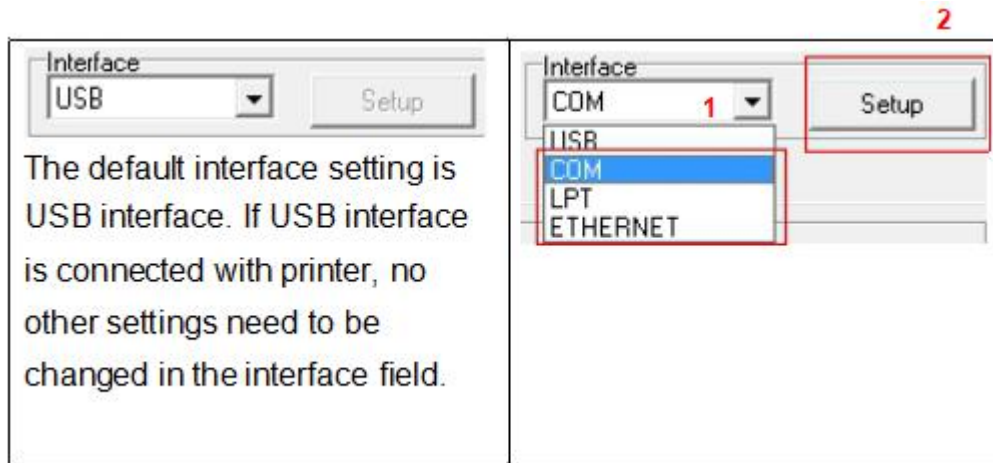 2
Interface
USB
Setup
The default interface setting is
USB interface. If USB interface
is connected with printer, no
other settings need to be
changed in the interface field.
Interface
COM
1
Setup
USB
COM
LPT
ETHERNET